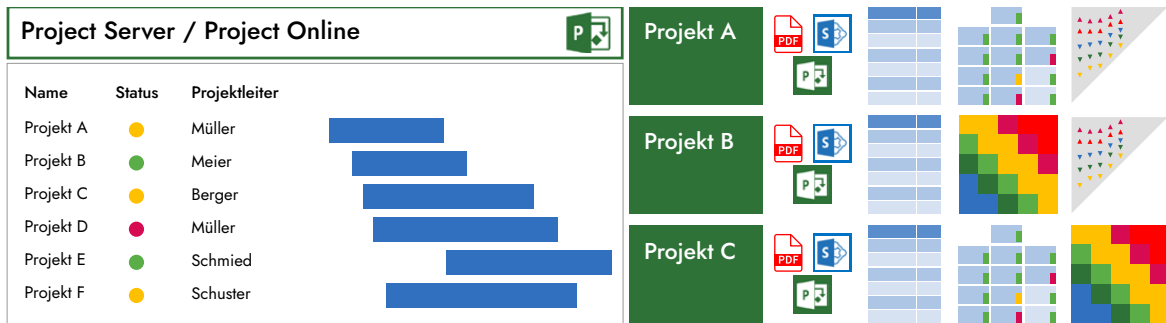 Project Server / Project Online
P
Name Status Projektleiter
Projekt A Müller
Projekt B Meier
Projekt C Berger
Projekt D Müller
Projekt E Schmied
Projekt F Schuster
Projekt A
PDF
S
P
Projekt B
PDF
S
P
Projekt C
PDF
S
P